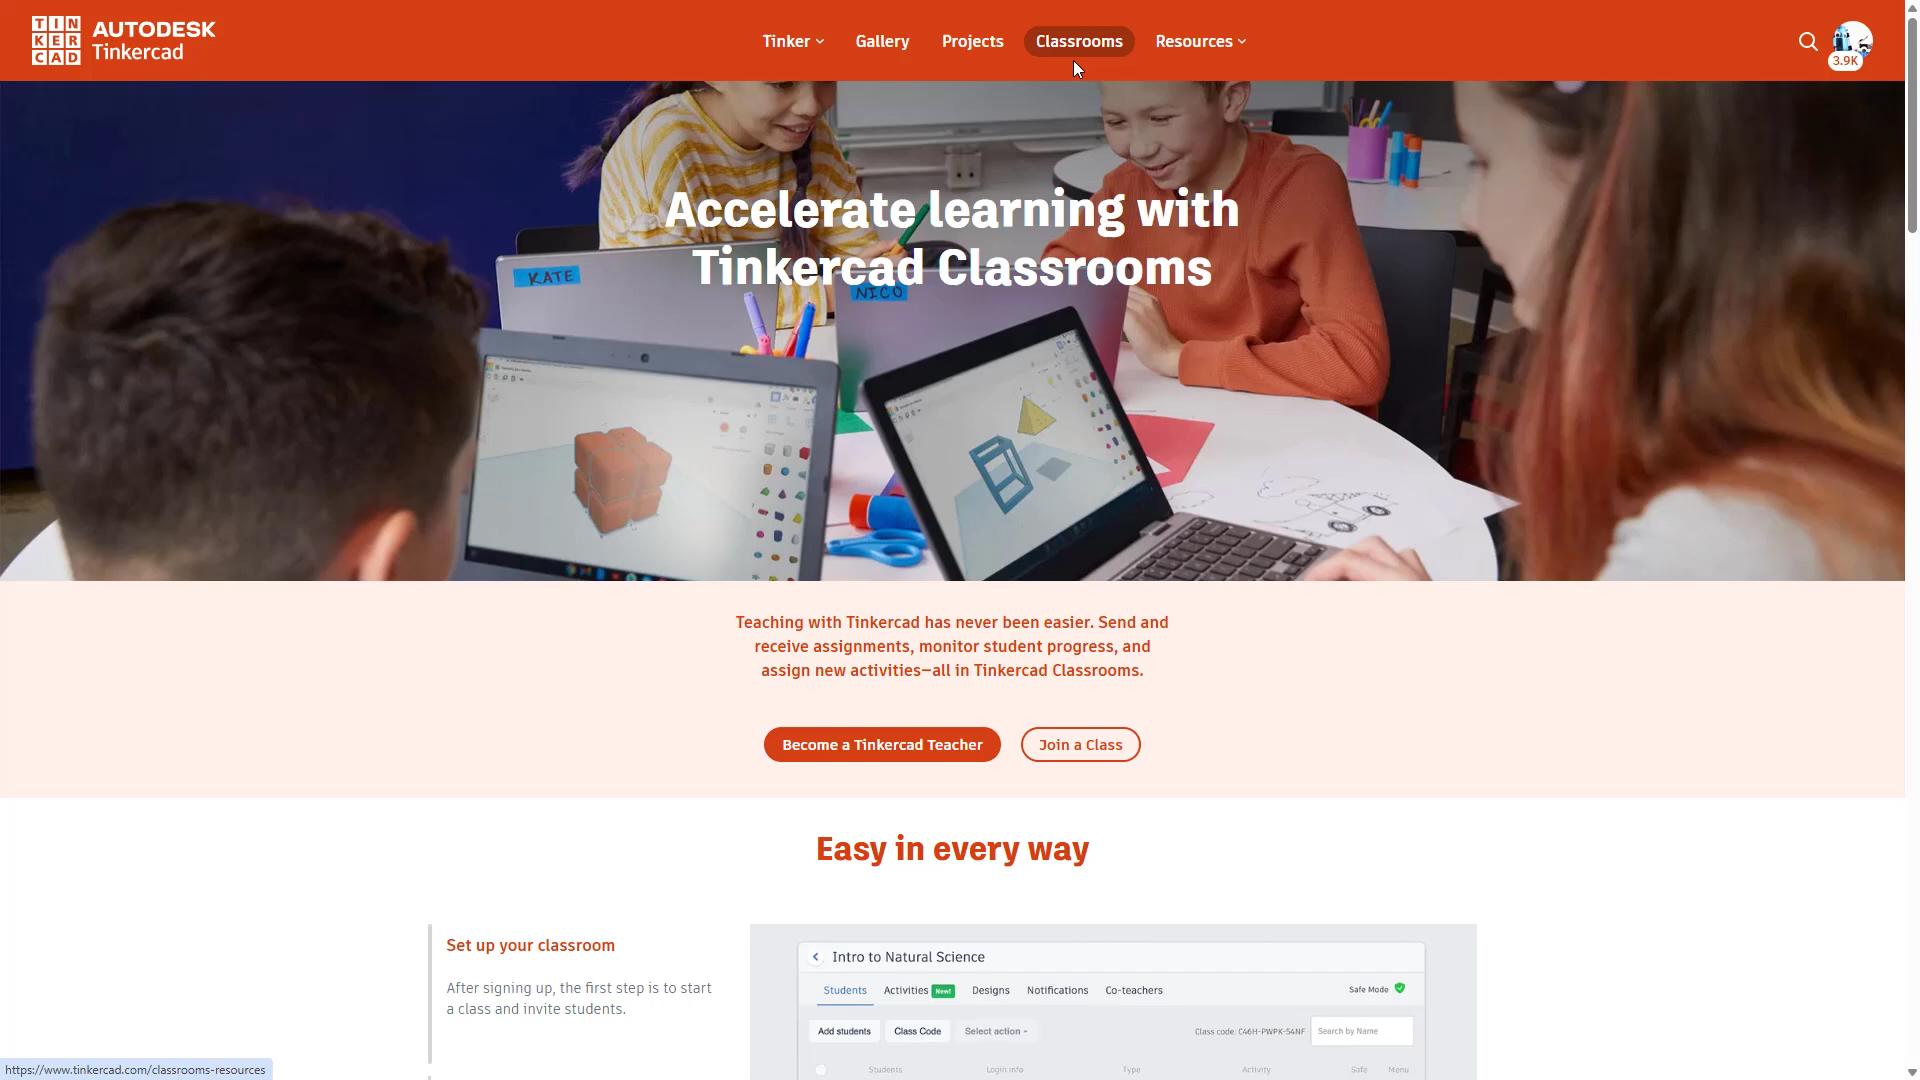 TIN
KER
CAD
AUTODESK
Tinkercad
Tinker
Gallery
Projects
Classrooms
Resources
3.9K
KATE
NICO
Accelerate learning with
Tinkercad Classrooms
Teaching with Tinkercad has never been easier. Send and
receive assignments, monitor student progress, and
assign new activities—all in Tinkercad Classrooms.
Become a Tinkercad Teacher
Join a Class
Easy in every way
Set up your classroom
After signing up, the first step is to start
a class and invite students.
Intro to Natural Science
Students
Activities
New!
Designs
Notifications
Co-teachers
Safe Mode
Add students
Class Code
Select action
Class code: C46H-PWPK-54NF
Search by Name
Students
Login info
Type
Activity
Safe
Menu
https://www.tinkercad.com/classrooms-resources